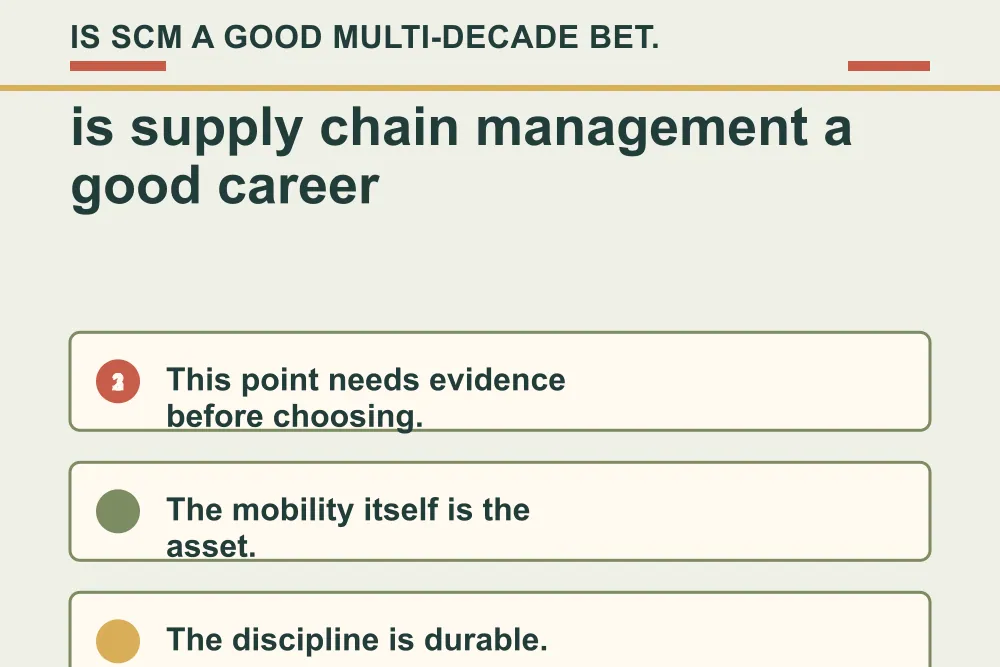 IS SCM A GOOD MULTI-DECADE BET.
is supply chain management a
good career
This point needs evidence
before choosing.
The mobility itself is the
asset.
The discipline is durable.